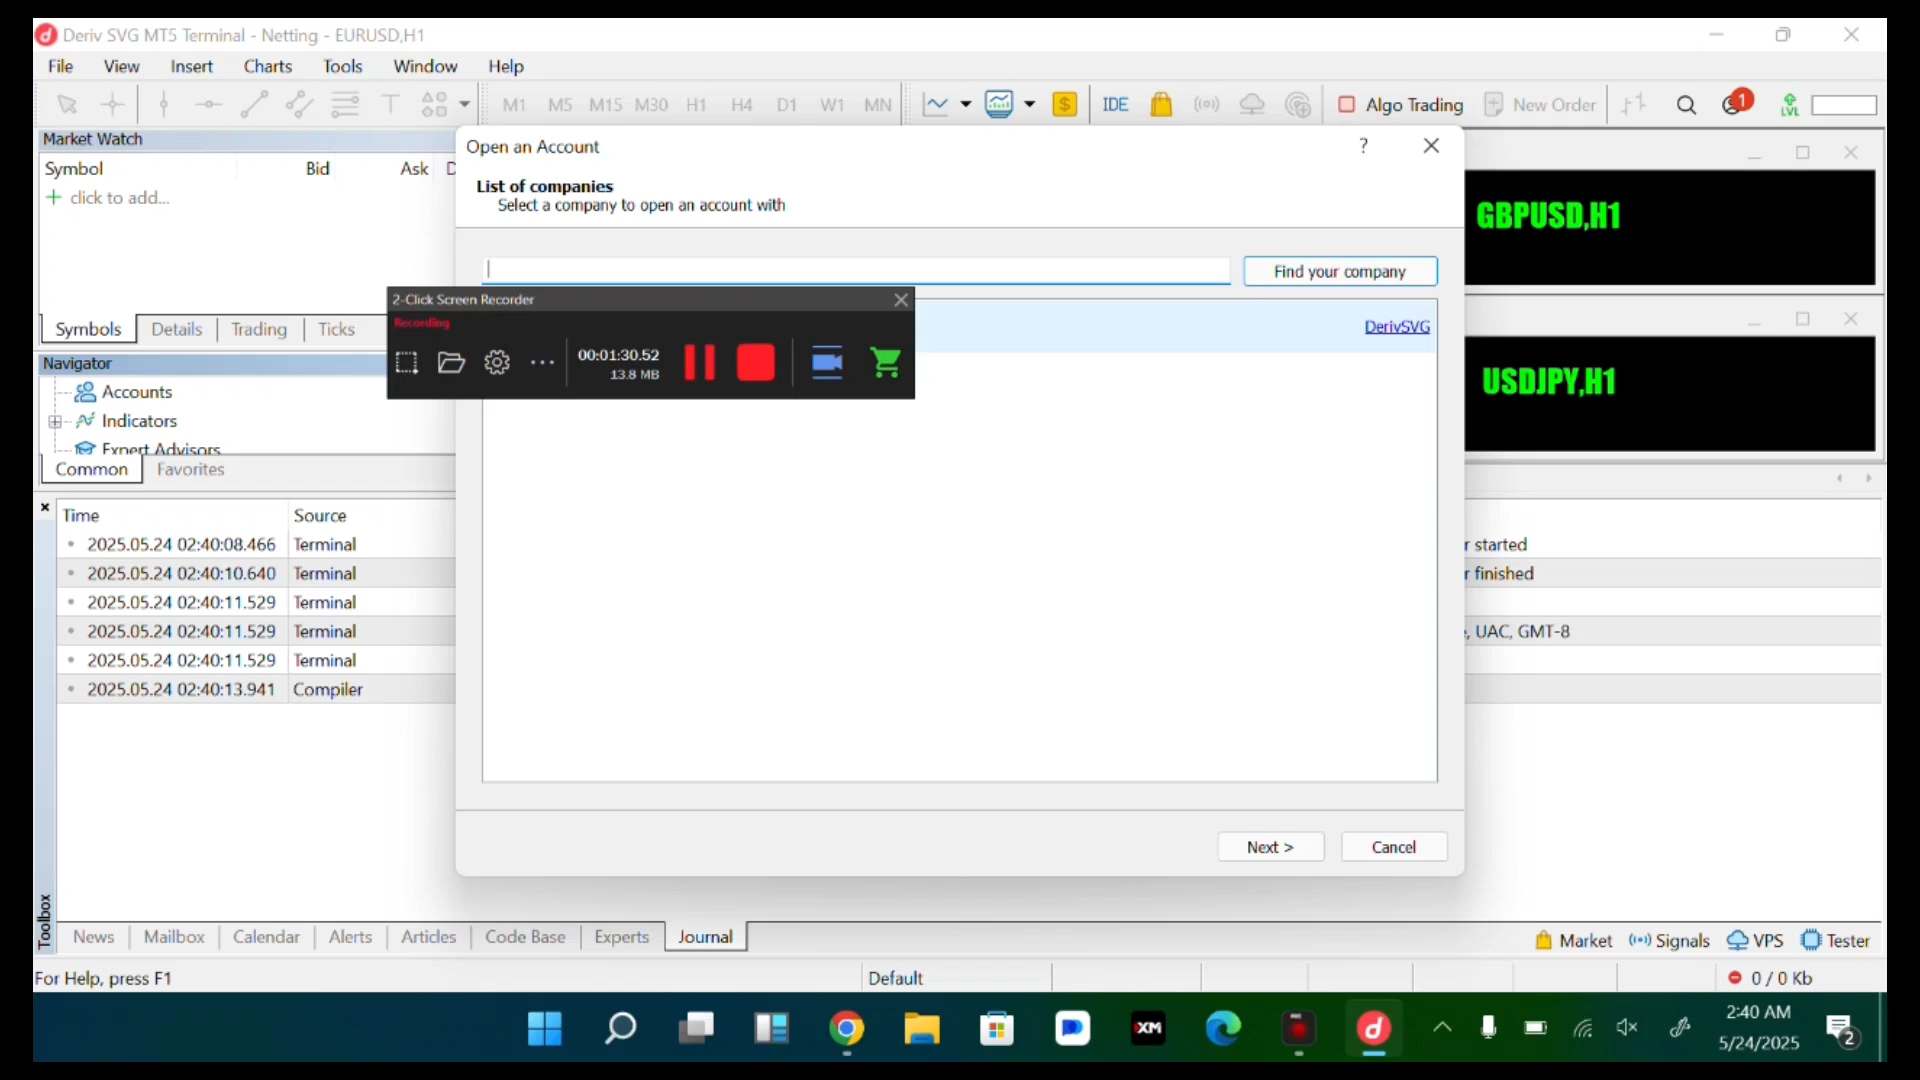 Deriv SVG MT5 Terminal - Netting - EURUSD,H1
File View Insert Charts Tools Window Help
M1 M5 M15 M30 H1 H4 D1 W1 MN IDE Algo Trading New Order 1 LVL
Market Watch
Symbol Bid Ask D
click to add...
Symbols Details Trading Ticks
Navigator
Accounts
Indicators
Expert Advisors
Common Favorites
Open an Account
List of companies
Select a company to open an account with
Find your company
DerivSVG
2-Click Screen Recorder
Recording
00:01:30.52
13.8 MB
Next > Cancel
GBPUSD,H1
USDJPY,H1
Time Source
2025.05.24 02:40:08.466 Terminal r started
2025.05.24 02:40:10.640 Terminal r finished
2025.05.24 02:40:11.529 Terminal
2025.05.24 02:40:11.529 Terminal , UAC, GMT-8
2025.05.24 02:40:11.529 Terminal
2025.05.24 02:40:13.941 Compiler
Toolbox
News Mailbox Calendar Alerts Articles Code Base Experts Journal Market Signals VPS Tester
For Help, press F1 Default 0 / 0 Kb
XM
2:40 AM
5/24/2025
2